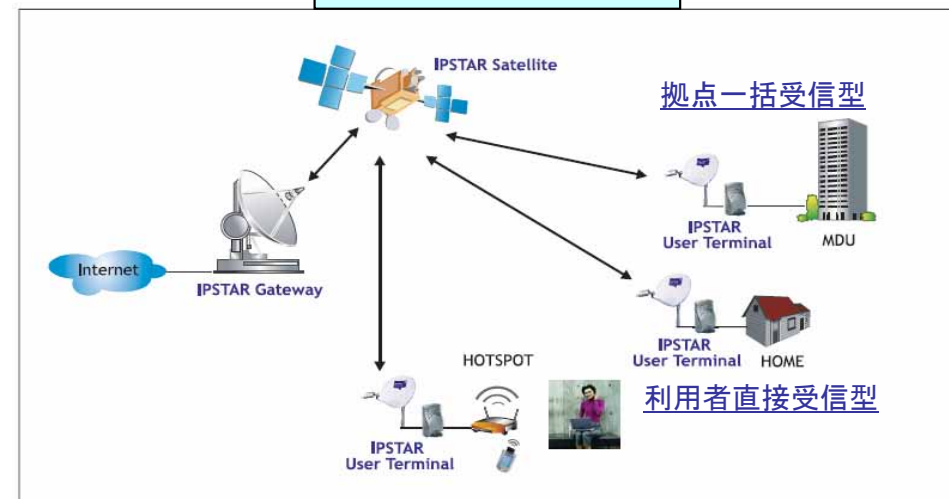 IPSTAR Satellite
拠点一括受信型
IPSTAR
User Terminal
MDU
Internet
IPSTAR Gateway
IPSTAR
User Terminal
HOME
HOTSPOT
利用者直接受信型
IPSTAR
User Terminal